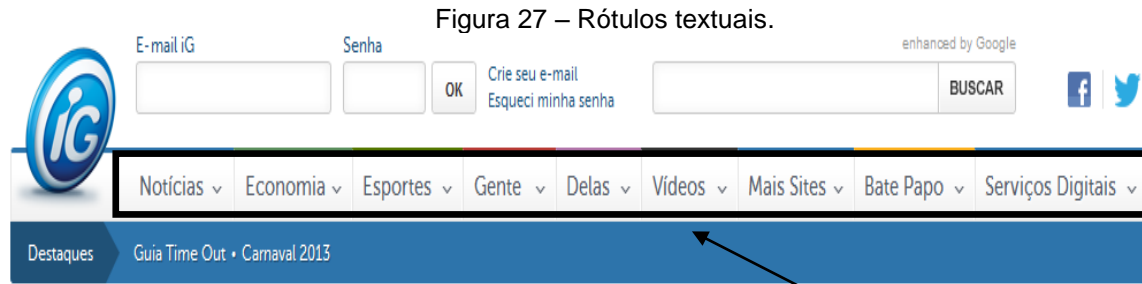 Figura 27 – Rótulos textuais.
E-mail iG Senha enhanced by Google
iG
OK
Crie seu e-mail
Esqueci minha senha
BUSCAR
f
Notícias Economia Esportes Gente Delas Vídeos Mais Sites Bate Papo Serviços Digitais
Destaques Guia Time Out • Carnaval 2013